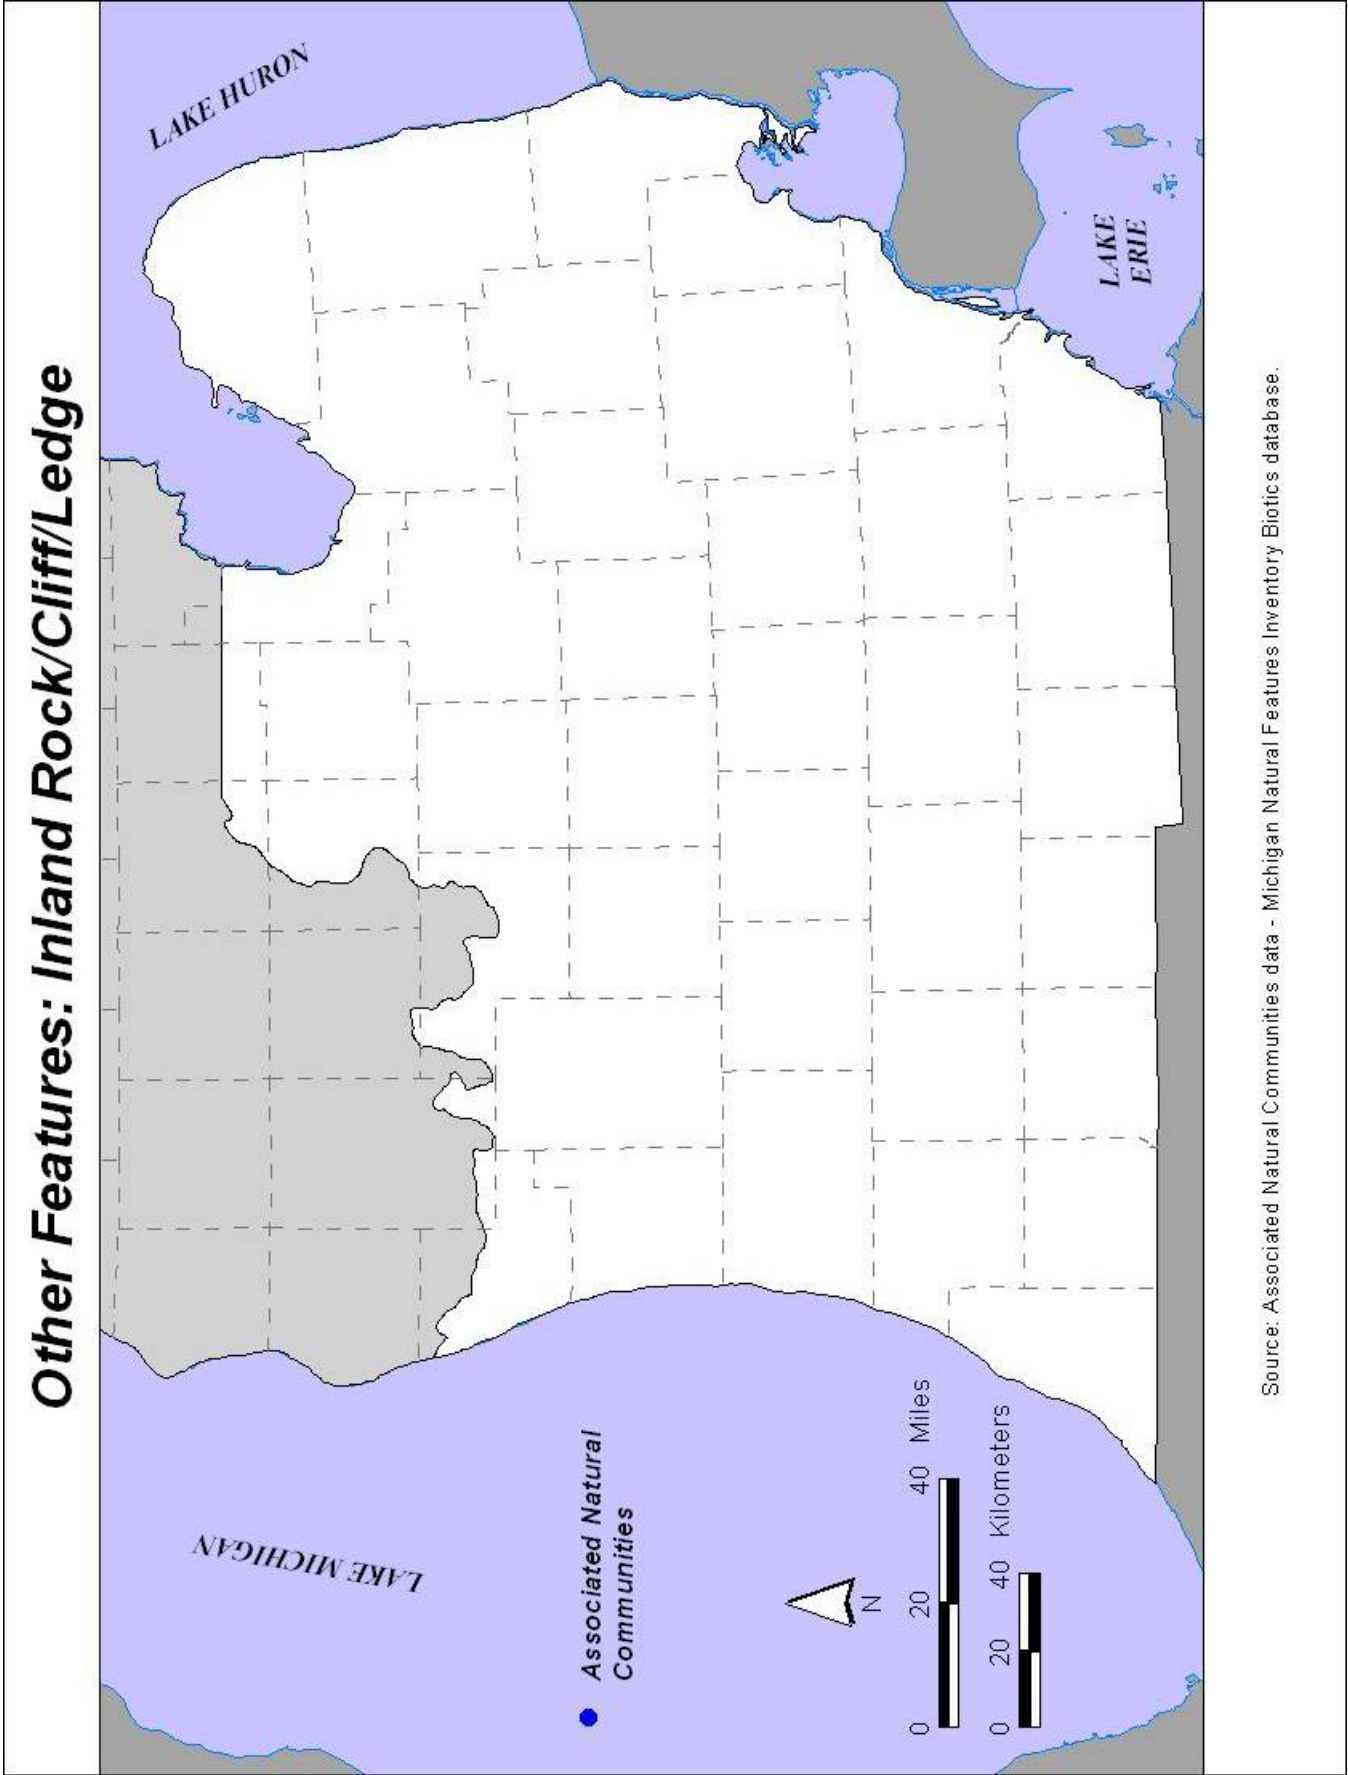 Other Features: Inland Rock/Cliff/Ledge
LAKE HURON
LAKE MICHIGAN
LAKE
ERIE
Associated Natural
Communities
N
0 20 40 Miles
0 20 40 Kilometers
Source: Associated Natural Communities data - Michigan Natural Features Inventory Biotics database.